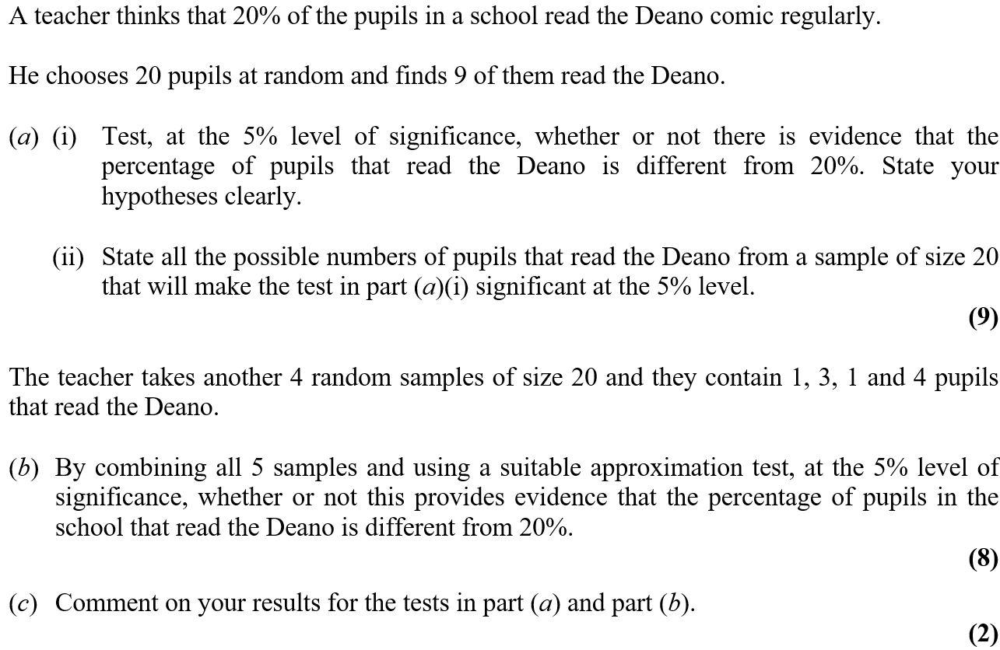 A teacher thinks that 20% of the pupils in a school read the Deano comic regularly.
He chooses 20 pupils at random and finds 9 of them read the Deano.
(a) (i) Test, at the 5% level of significance, whether or not there is evidence that the
percentage of pupils that read the Deano is different from 20%. State your
hypotheses clearly.
(ii) State all the possible numbers of pupils that read the Deano from a sample of size 20
that will make the test in part (a)(i) significant at the 5% level.
(9)
The teacher takes another 4 random samples of size 20 and they contain 1, 3, 1 and 4 pupils
that read the Deano.
(b) By combining all 5 samples and using a suitable approximation test, at the 5% level of
significance, whether or not this provides evidence that the percentage of pupils in the
school that read the Deano is different from 20%.
(8)
(c) Comment on your results for the tests in part (a) and part (b).
(2)